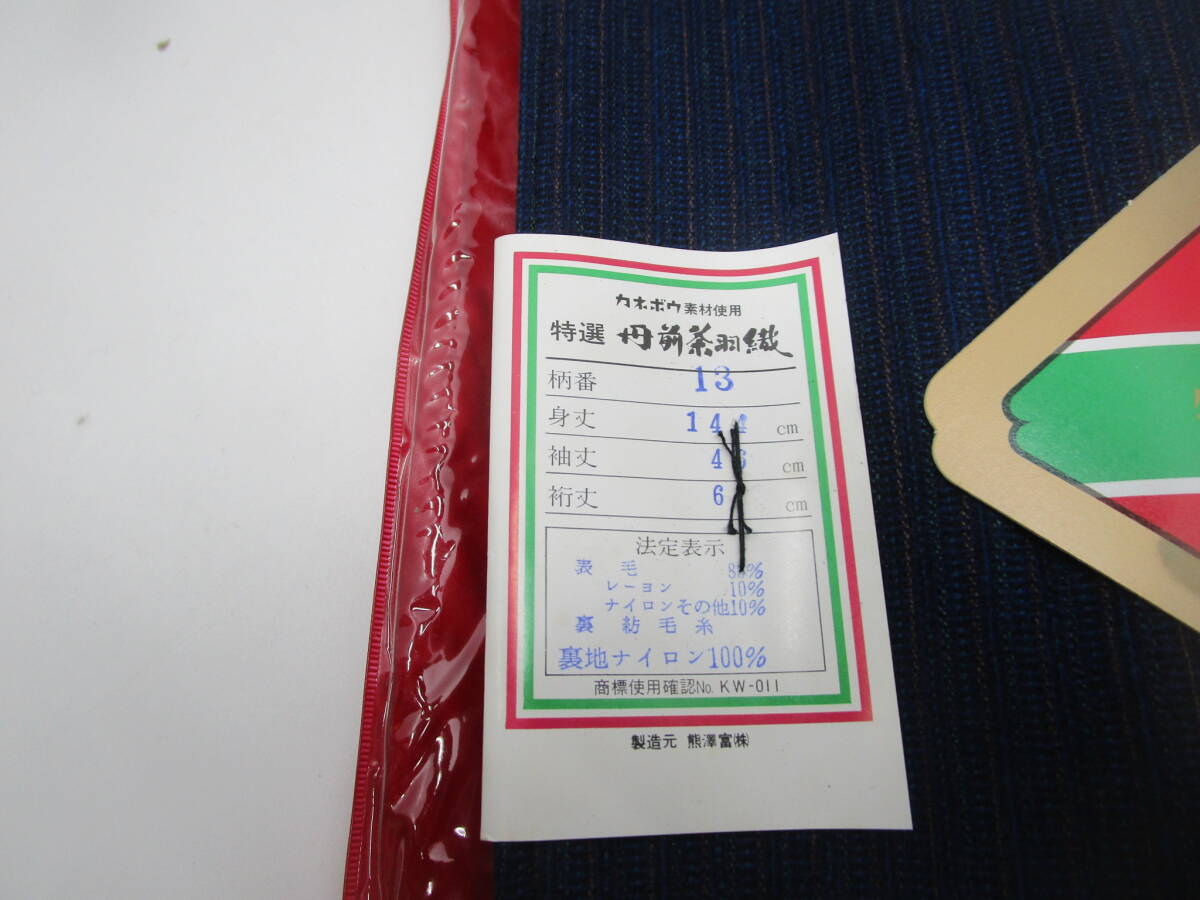 カネボウ素材使用
特選 丹前茶羽織
柄番 13
身丈 144 cm
袖丈 46 cm
裄丈 6 cm
法定表示
表 毛 %
レーヨン 10%
ナイロンその他10%
裏 紡毛糸
裏地ナイロン100%
商標使用確認No. KW-011
製造元 熊澤富㈱